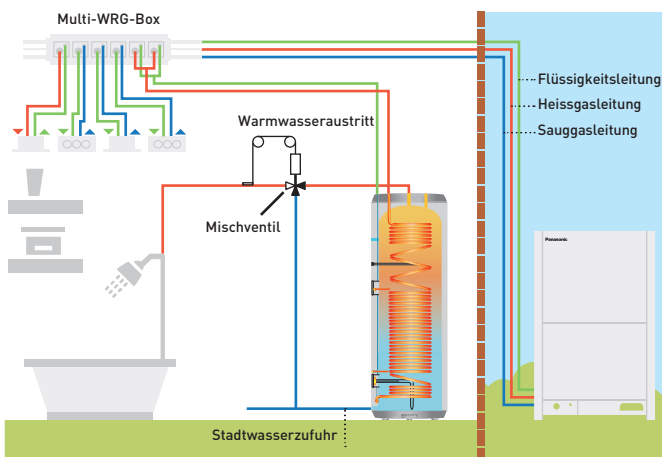 Multi-WRG-Box
Flüssigkeitsleitung
Heissgasleitung
Sauggasleitung
Warmwasseraustritt
Mischventil
Panasonic
Stadtwasserzufuhr